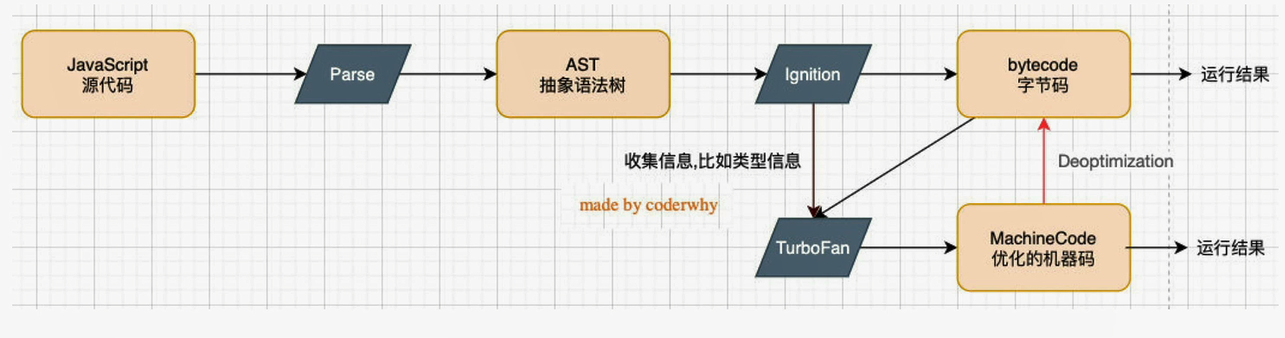 JavaScript
源代码
Parse
AST
抽象语法树
Ignition
bytecode
字节码
运行结果
收集信息,比如类型信息
Deoptimization
made by coderwhy
TurboFan
MachineCode
优化的机器码
运行结果